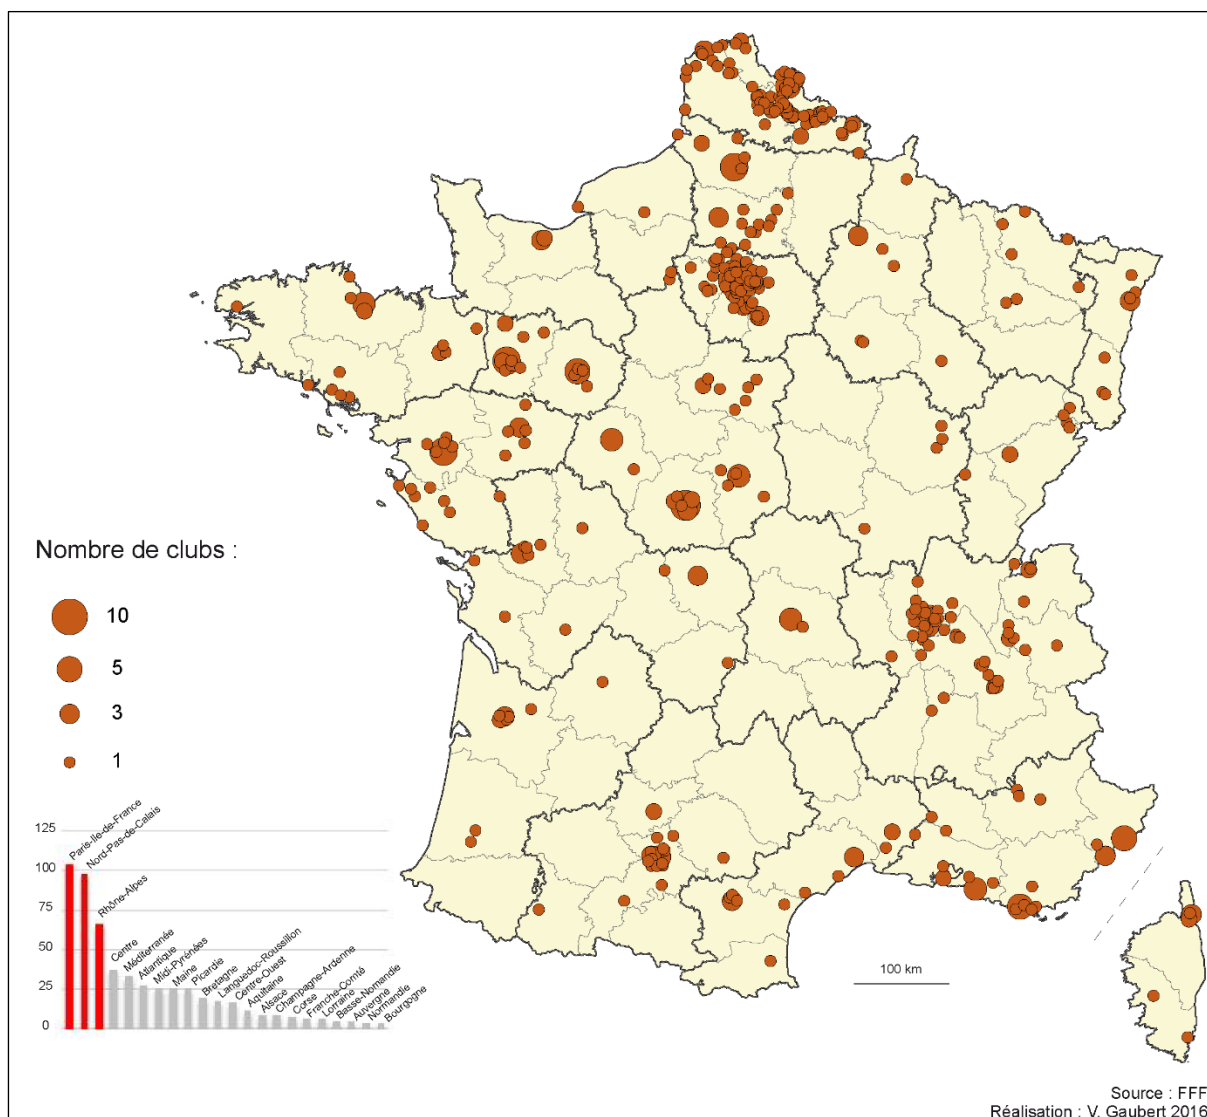 Nombre de clubs :
10
5
3
1
125
100
75
50
25
0
Paris-Ile-de-France
Nord-Pas-de-Calais
Rhône-Alpes
Centre
Méditerranée
Atlantique
Midi-Pyrénées
Maine
Picardie
Bretagne
Languedoc-Roussillon
Centre-Ouest
Aquitaine
Alsace
Champagne-Ardenne
Corse
Franche-Comté
Lorraine
Basse-Normandie
Auvergne
Normandie
Bourgogne
100 km
Source : FFF
Réalisation : V. Gaubert 2016